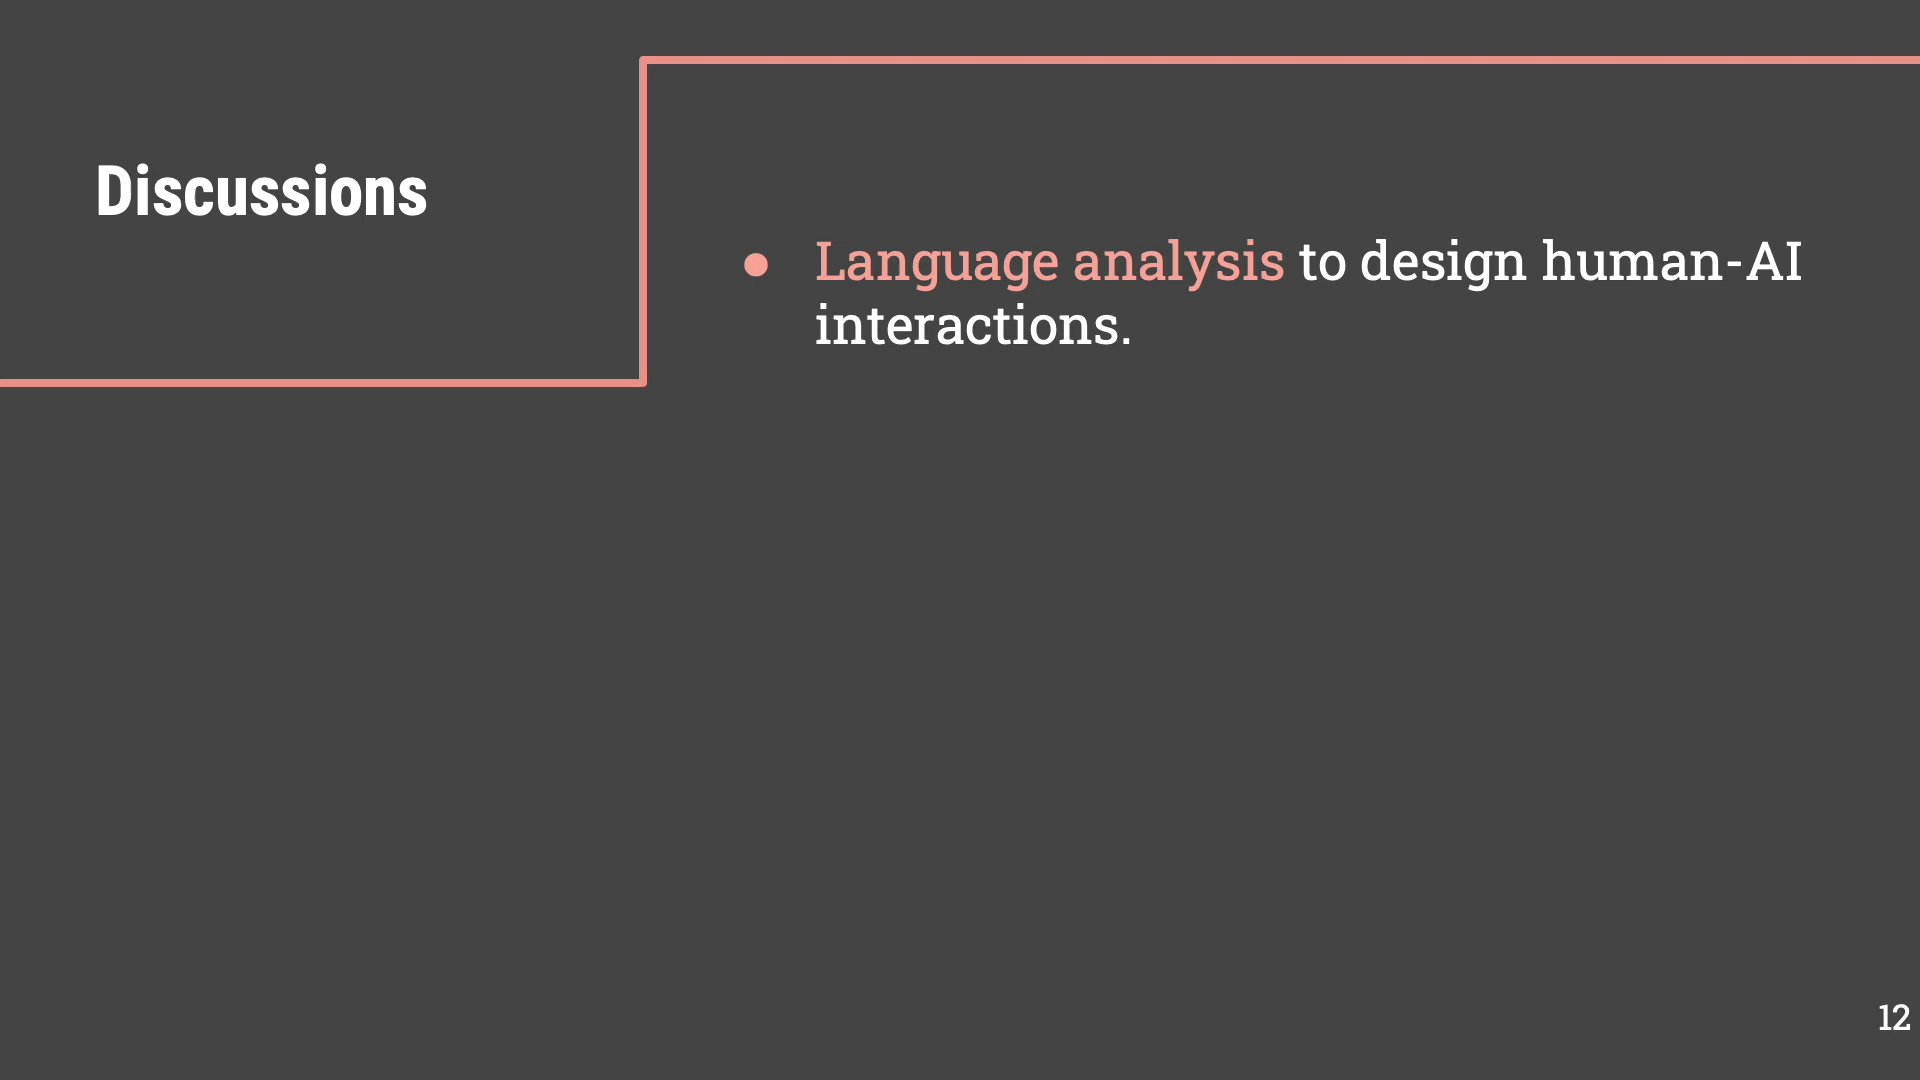 Discussions
● Language analysis to design human-AI
interactions.
12